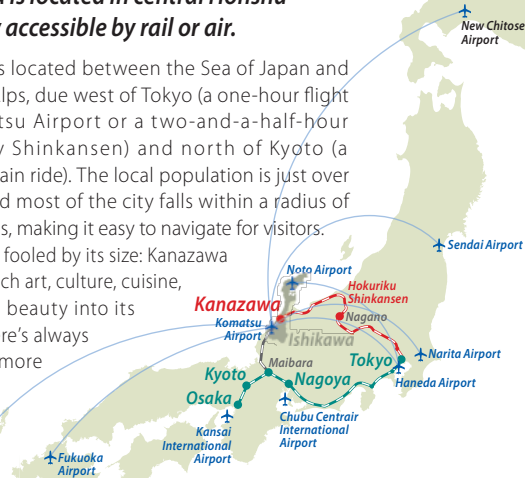 is located in central Honshu
accessible by rail or air.
s located between the Sea of Japan and
lps, due west of Tokyo (a one-hour flight
tsu Airport or a two-and-a-half-hour
y Shinkansen) and north of Kyoto (a
ain ride). The local population is just over
d most of the city falls within a radius of
s, making it easy to navigate for visitors.
fooled by its size: Kanazawa
ch art, culture, cuisine,
beauty into its
re's always
more
New Chitose
Airport
Sendai Airport
Noto Airport
Hokuriku
Shinkansen
Kanazawa
Nagano
Komatsu
Airport
Ishikawa
Narita Airport
Tokyo
Haneda Airport
Maibara
Kyoto
Nagoya
Osaka
Chubu Centrair
International
Airport
Kansai
International
Airport
Fukuoka
Airport